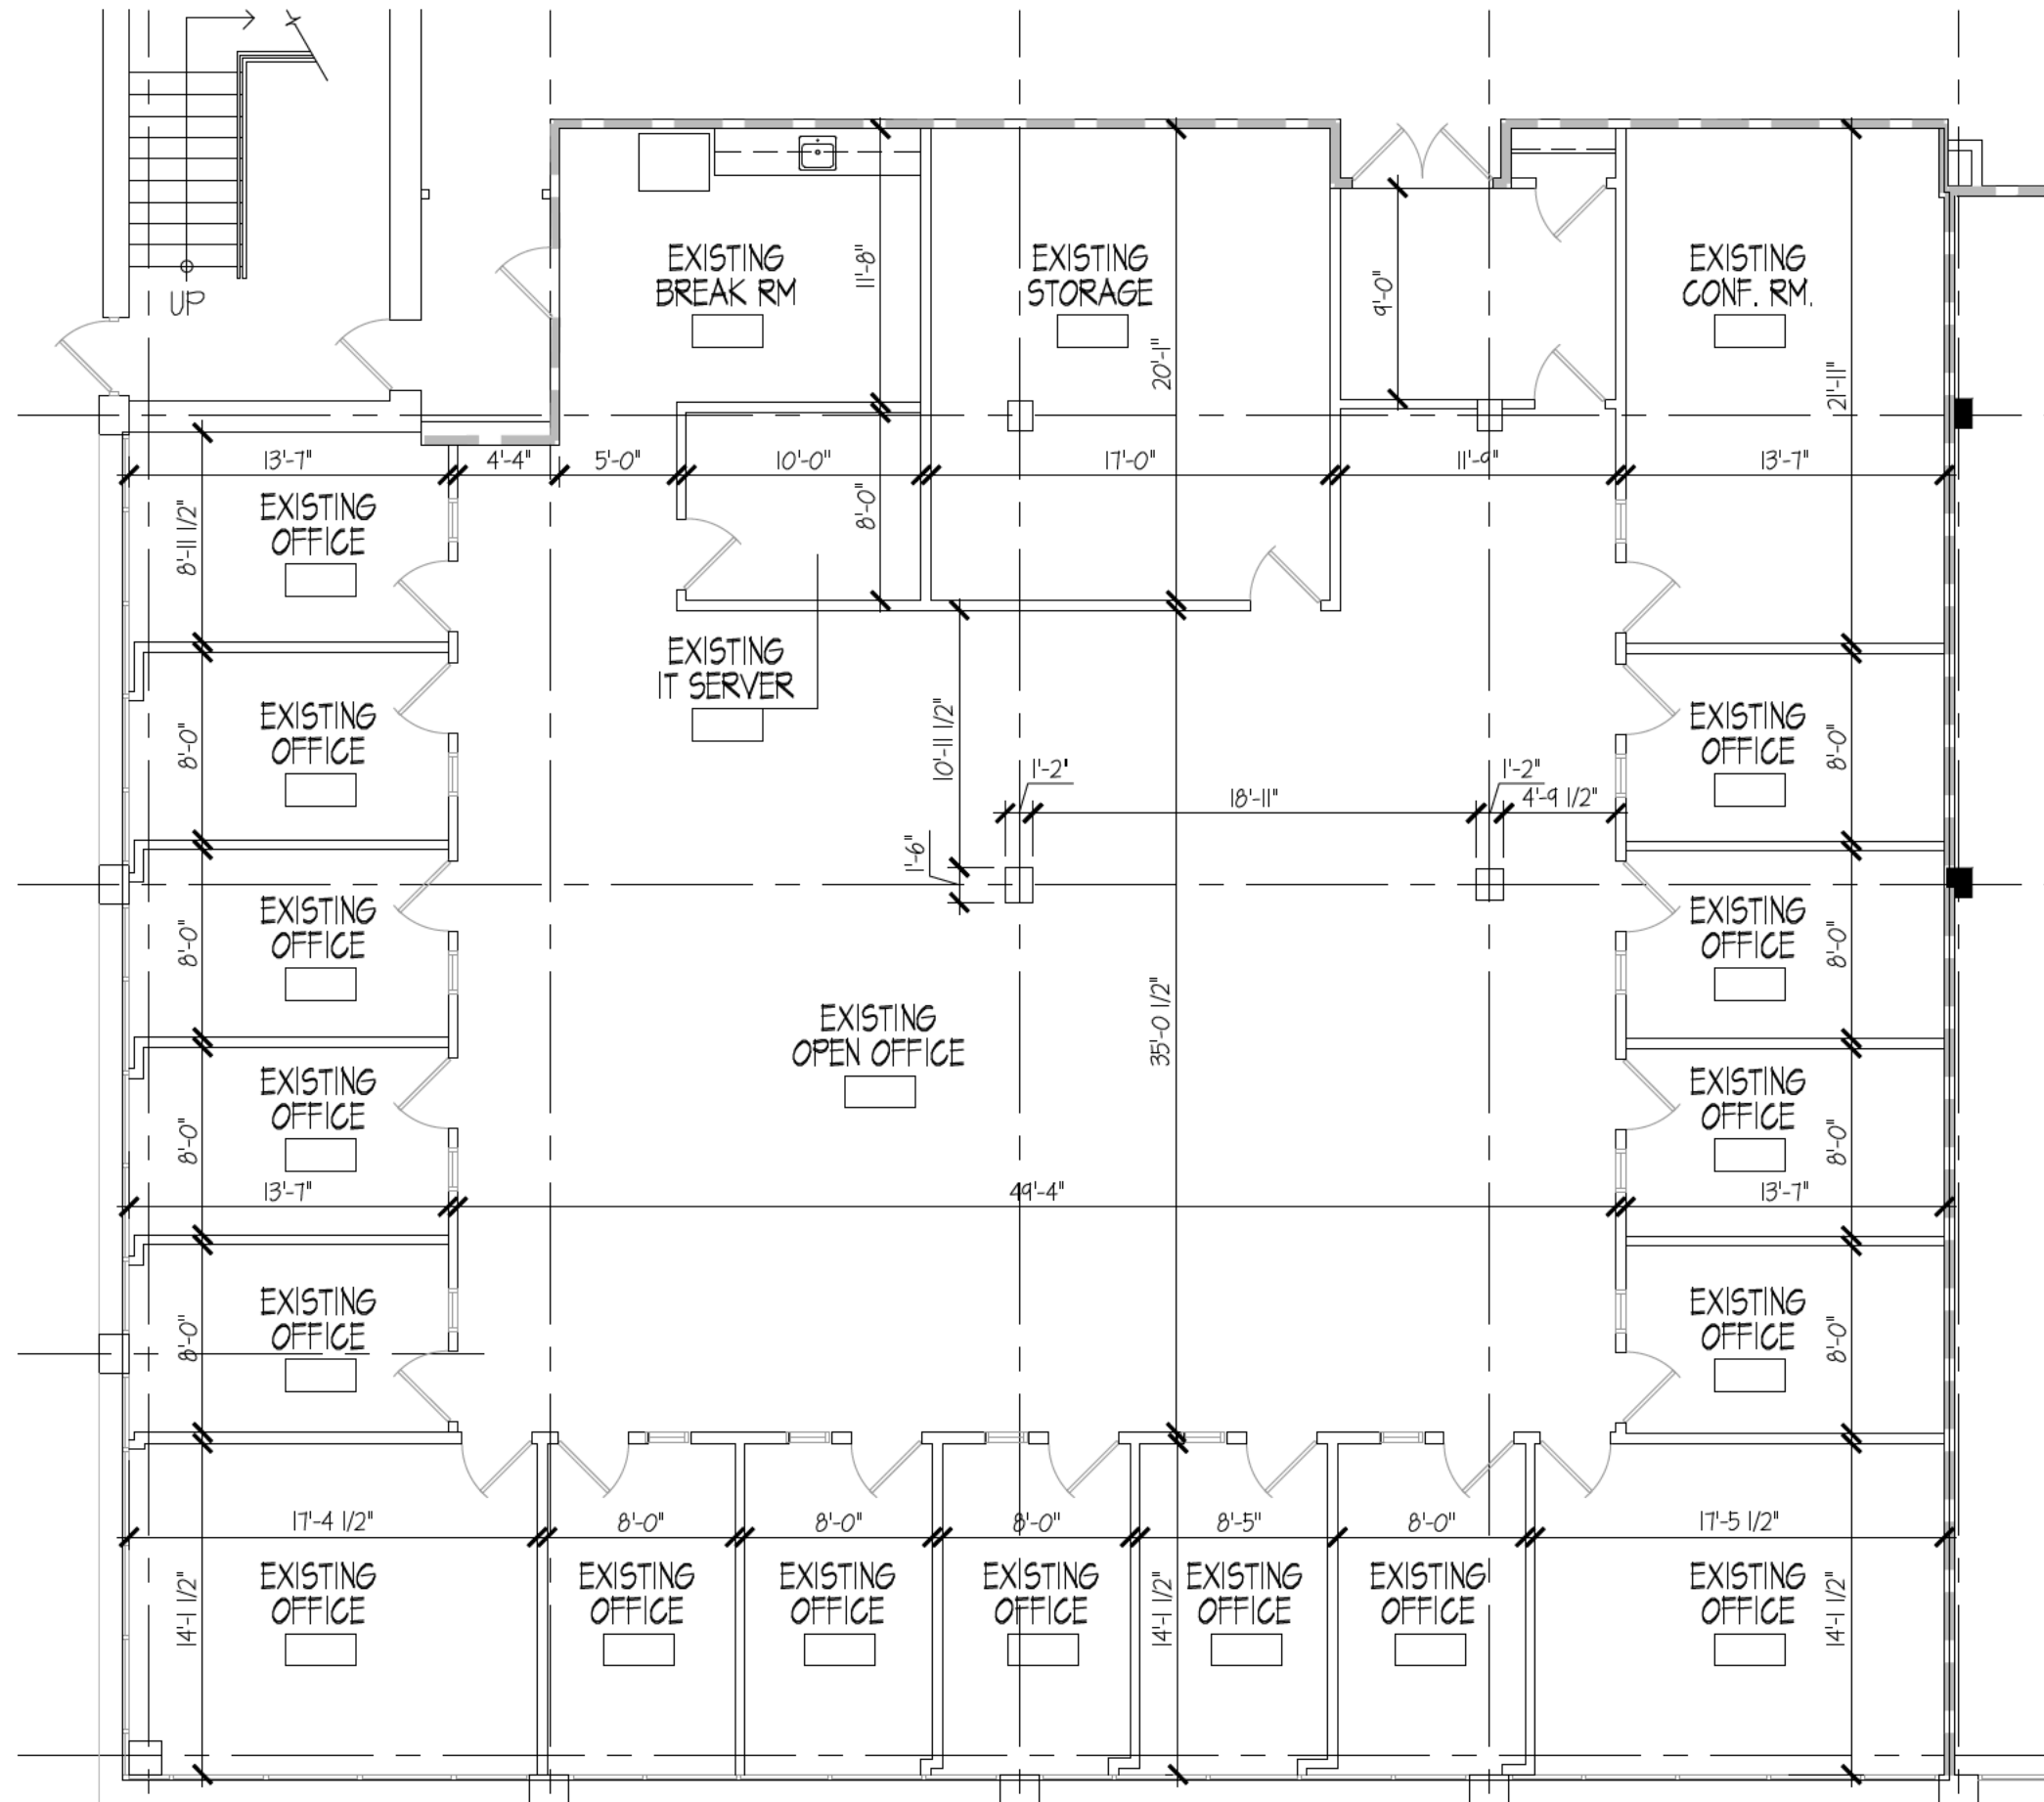 UP
EXISTING
BREAK RM
11'-8"
EXISTING
STORAGE
20'-1"
9'-0"
EXISTING
CONF. RM.
21'-11"
13'-7"
4'-4"
5'-0"
10'-0"
17'-0"
11'-9"
13'-7"
8'-11 1/2"
EXISTING
OFFICE
8'-0"
EXISTING
IT SERVER
8'-0"
EXISTING
OFFICE
10'-11 1/2"
1'-2"
18'-11"
1'-2"
4'-9 1/2"
EXISTING
OFFICE
8'-0"
1'-6"
8'-0"
EXISTING
OFFICE
EXISTING
OFFICE
8'-0"
EXISTING
OPEN OFFICE
35'-0 1/2"
8'-0"
EXISTING
OFFICE
EXISTING
OFFICE
8'-0"
13'-7"
49'-4"
13'-7"
8'-0"
EXISTING
OFFICE
EXISTING
OFFICE
8'-0"
17'-4 1/2"
8'-0"
8'-0"
8'-0"
8'-5"
8'-0"
17'-5 1/2"
14'-1 1/2"
EXISTING
OFFICE
EXISTING
OFFICE
EXISTING
OFFICE
EXISTING
OFFICE
14'-1 1/2"
EXISTING
OFFICE
EXISTING
OFFICE
EXISTING
OFFICE
14'-1 1/2"